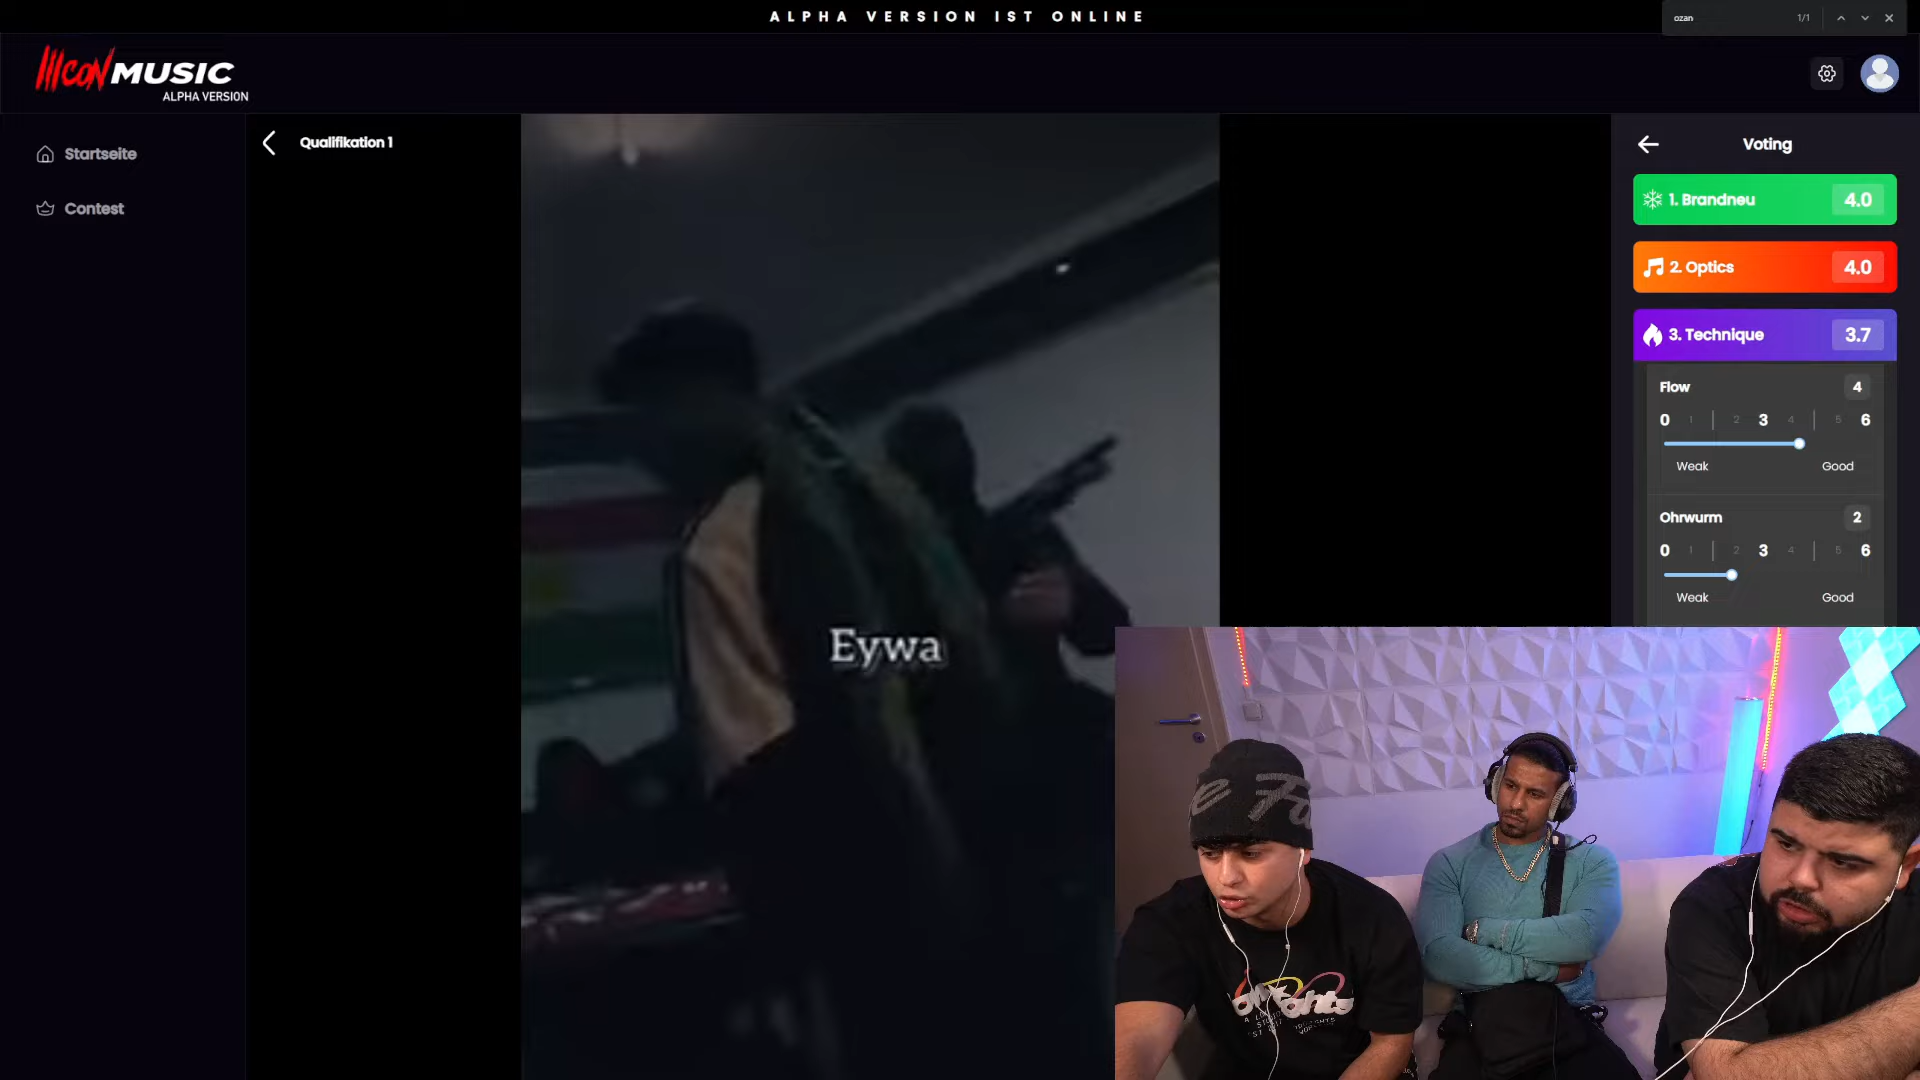 ALPHA VERSION IST ONLINE
ozan
1/1
IIIconMUSIC
ALPHA VERSION
Startseite
Contest
Qualifikation 1
Eywa
Voting
1. Brandneu 4.0
2. Optics 4.0
3. Technique 3.7
Flow 4
0 1 2 3 4 5 6
Weak Good
Ohrwurm 2
0 1 2 3 4 5 6
Weak Good